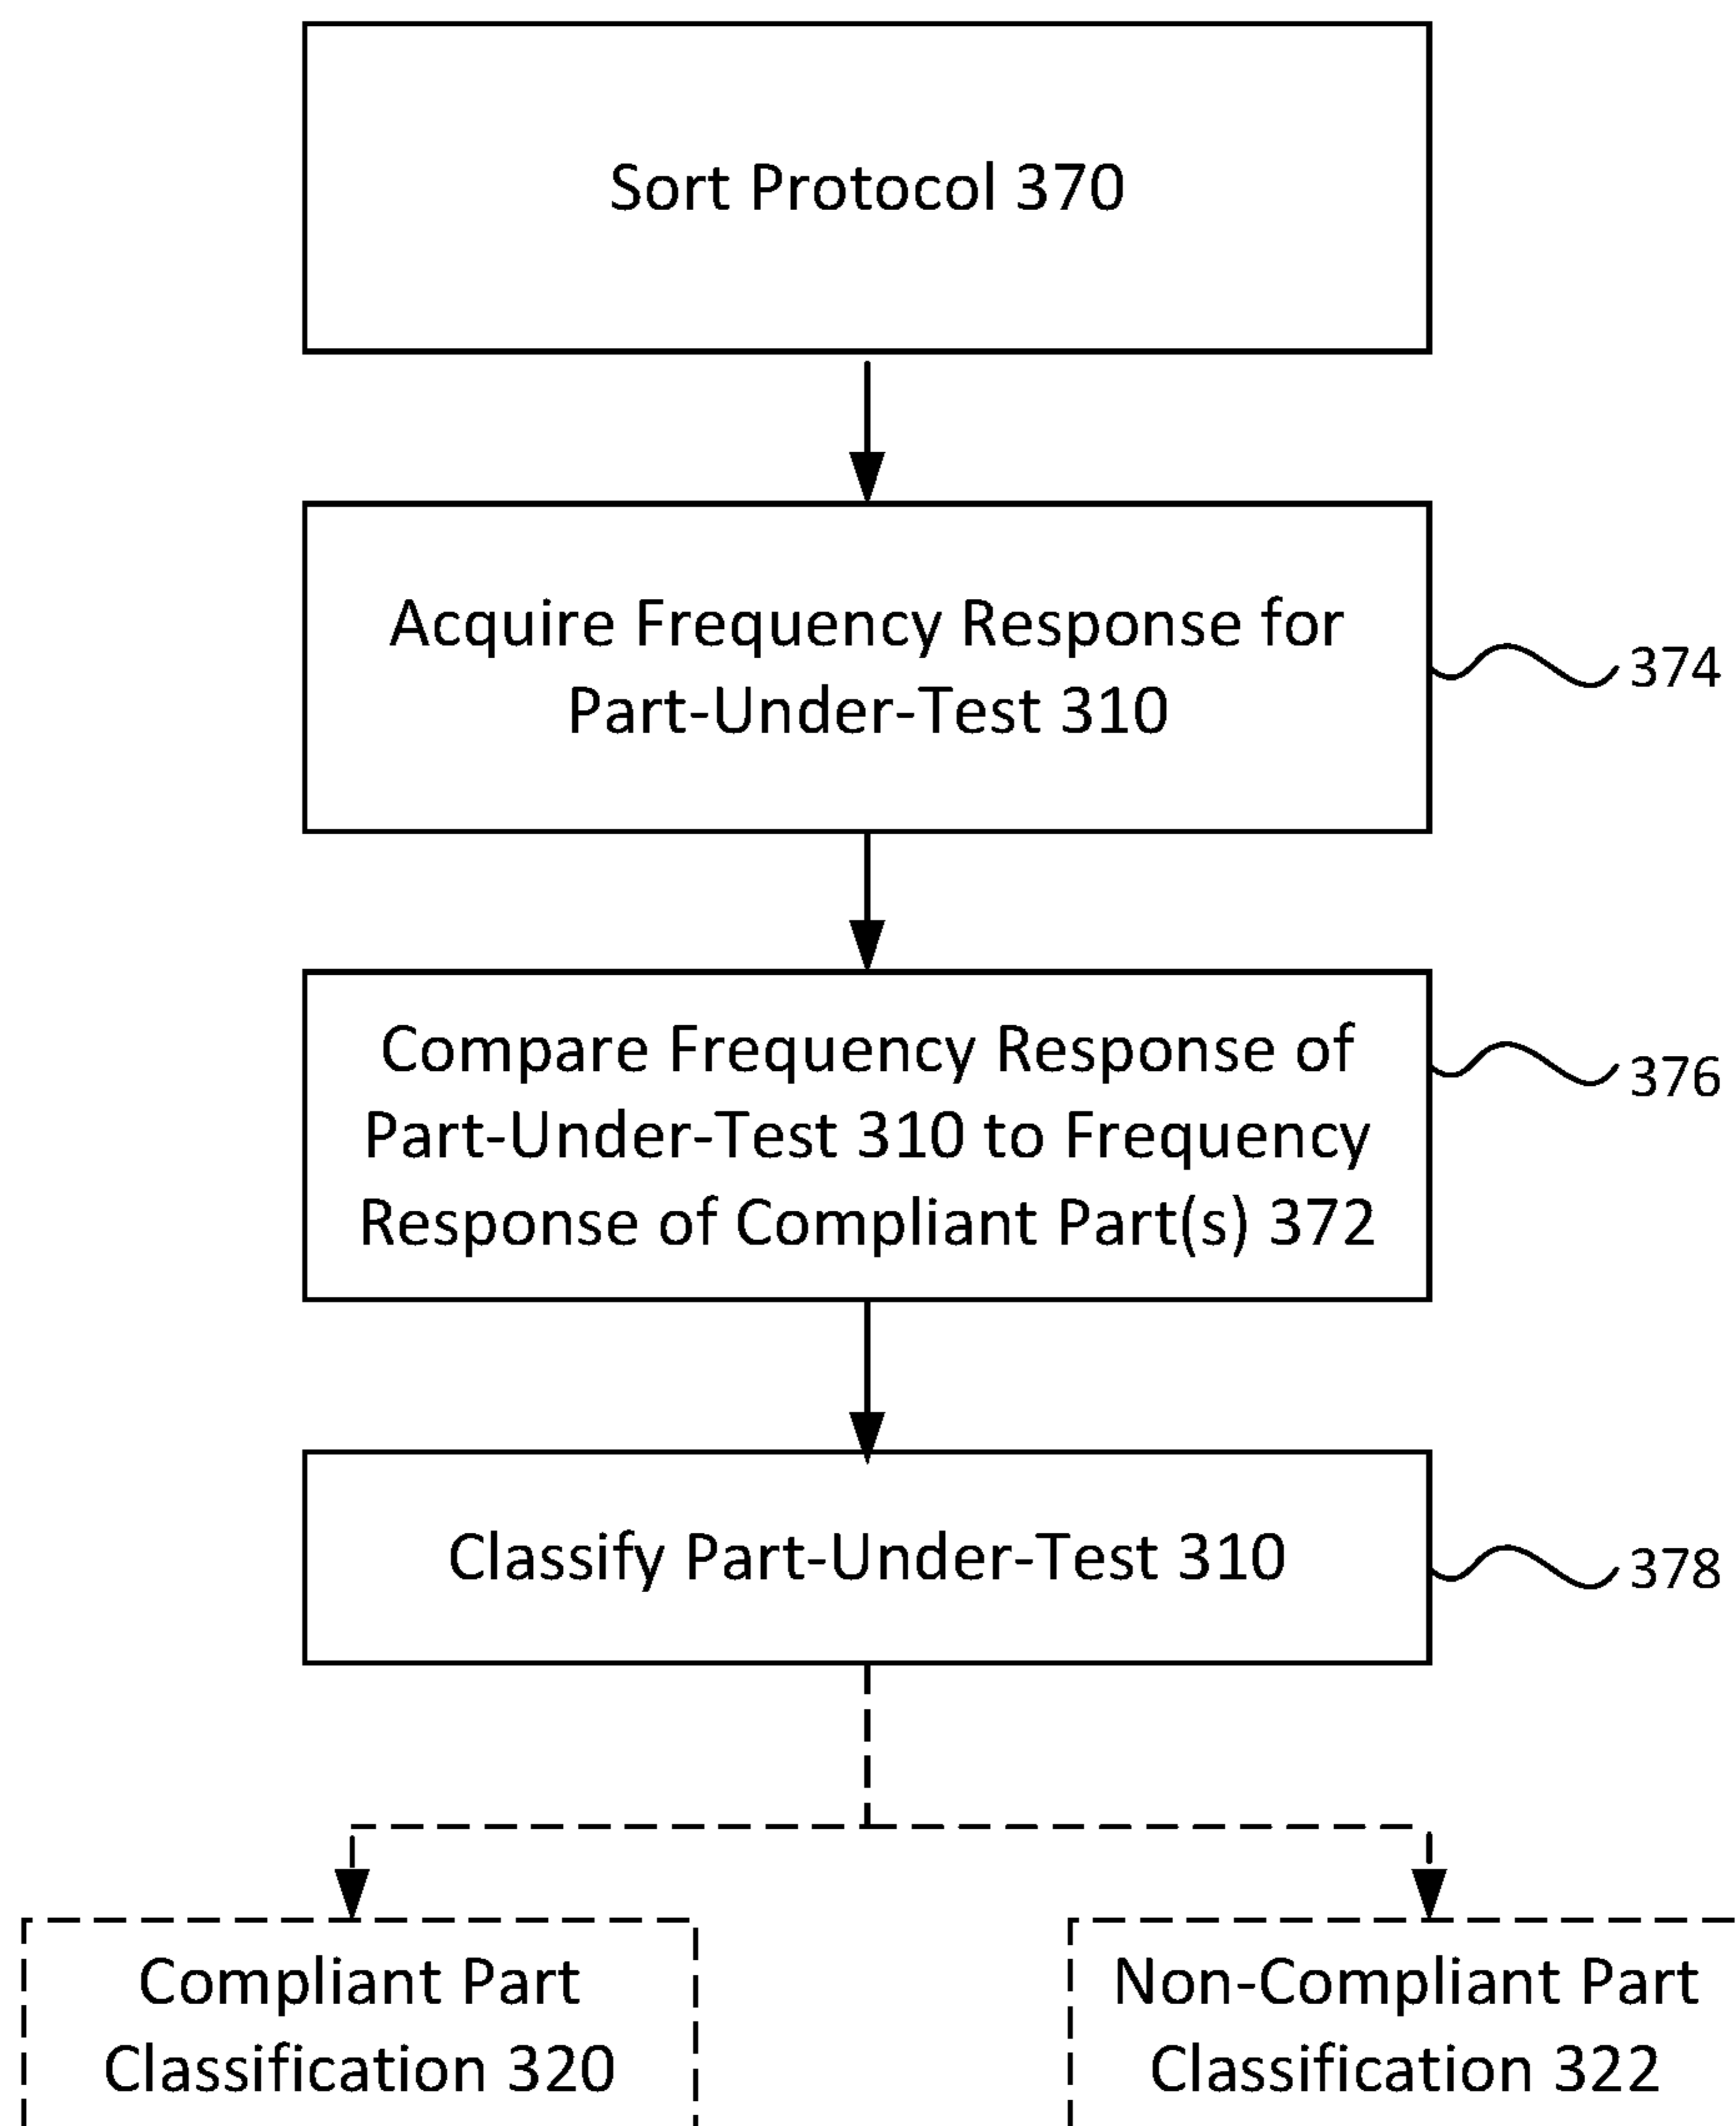 Sort Protocol 370
Acquire Frequency Response for
Part-Under-Test 310
374
Compare Frequency Response of
Part-Under-Test 310 to Frequency
Response of Compliant Part(s) 372
376
Classify Part-Under-Test 310
378
Compliant Part
Classification 320
Non-Compliant Part
Classification 322